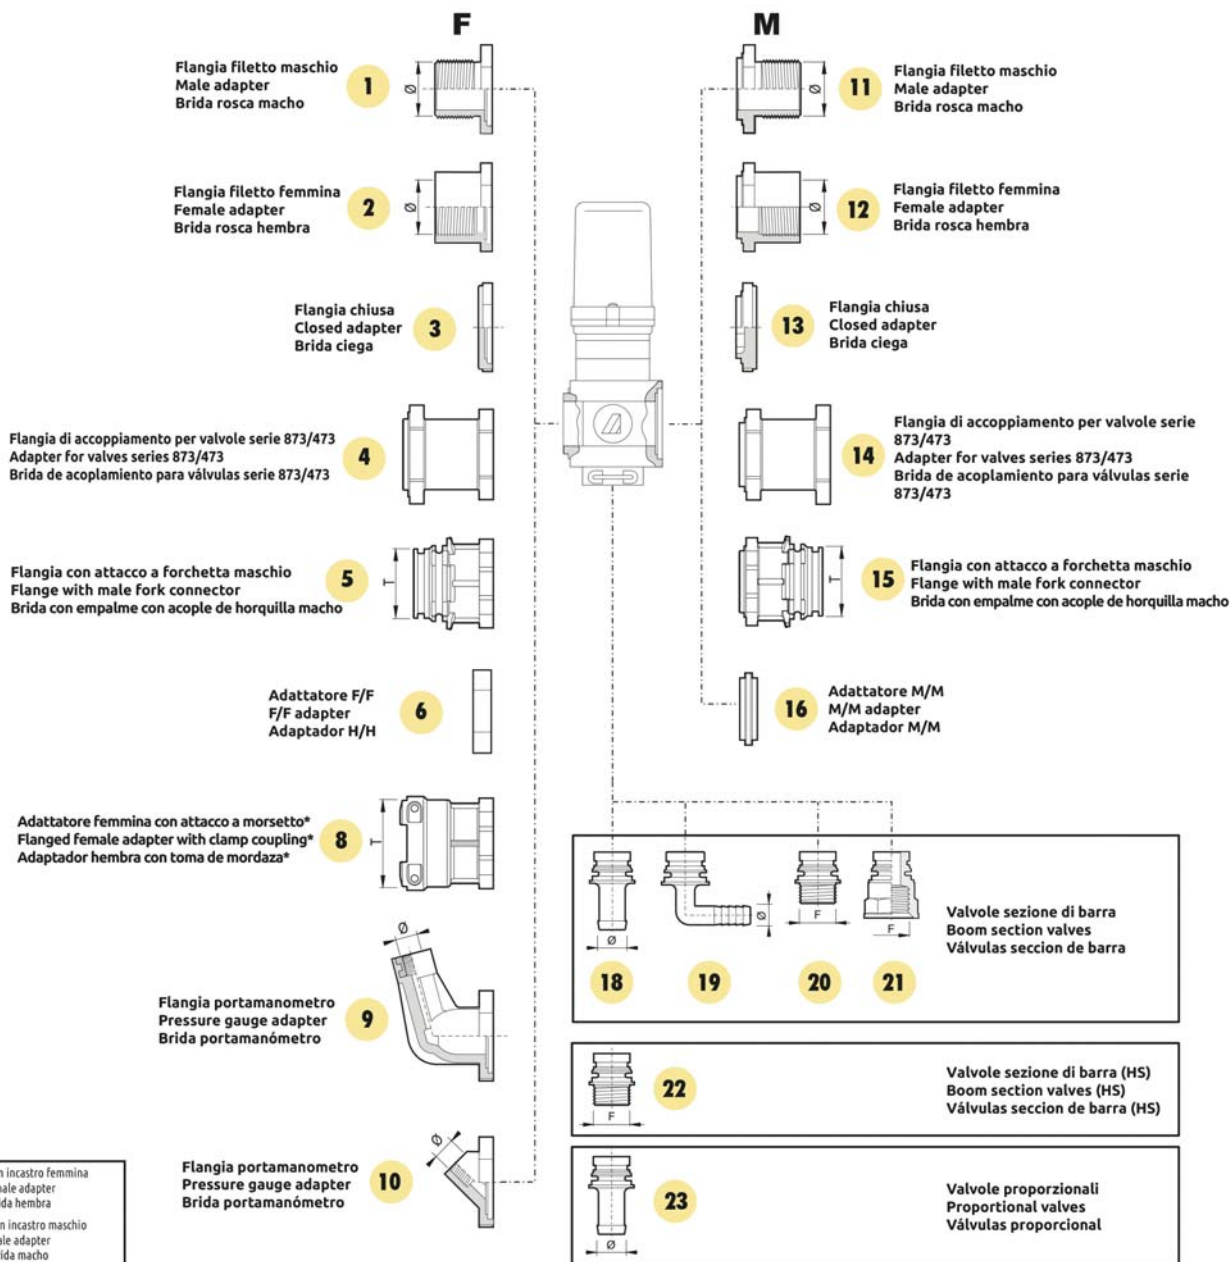 F
M
Flangia filetto maschio
Male adapter
Brida rosca macho
1
Ø
Flangia filetto femmina
Female adapter
Brida rosca hembra
2
Ø
Flangia chiusa
Closed adapter
Brida ciega
3
Flangia di accoppiamento per valvole serie 873/473
Adapter for valves series 873/473
Brida de acoplamiento para válvulas serie 873/473
4
Flangia con attacco a forchetta maschio
Flange with male fork connector
Brida con empalme con acople de horquilla macho
5
T
Adattatore F/F
F/F adapter
Adaptador H/H
6
Adattatore femmina con attacco a morsetto*
Flanged female adapter with clamp coupling*
Adaptador hembra con toma de mordaza*
8
T
Flangia portamanometro
Pressure gauge adapter
Brida portamanómetro
9
Ø
Flangia portamanometro
Pressure gauge adapter
Brida portamanómetro
10
Ø
Ø
11
Flangia filetto maschio
Male adapter
Brida rosca macho
Ø
12
Flangia filetto femmina
Female adapter
Brida rosca hembra
13
Flangia chiusa
Closed adapter
Brida ciega
14
Flangia di accoppiamento per valvole serie
873/473
Adapter for valves series 873/473
Brida de acoplamiento para válvulas serie
873/473
T
15
Flangia con attacco a forchetta maschio
Flange with male fork connector
Brida con empalme con acople de horquilla macho
16
Adattatore M/M
M/M adapter
Adaptador M/M
Ø
Ø
F
F
18
19
20
21
Valvole sezione di barra
Boom section valves
Válvulas seccion de barra
F
22
Valvole sezione di barra (HS)
Boom section valves (HS)
Válvulas seccion de barra (HS)
Ø
23
Valvole proporzionali
Proportional valves
Válvulas proporcional
incastro femmina
adapter
hembra
incastro maschio
adapter
macho